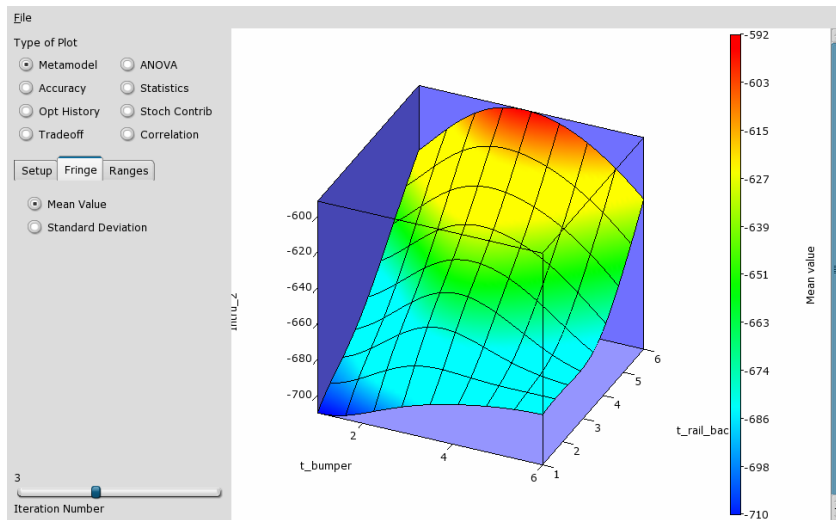 File
Type of Plot
Metamodel
ANOVA
Accuracy
Statistics
Opt History
Stoch Contrib
Tradeoff
Correlation
Setup
Fringe
Ranges
Mean Value
Standard Deviation
3
Iteration Number
-600
-620
-640
-660
-680
-700
2
4
6
t_bumper
1
2
3
4
5
6
t_rail_bac
-592
-603
-615
-627
-639
-651
-663
-674
-686
-698
-710
Mean value